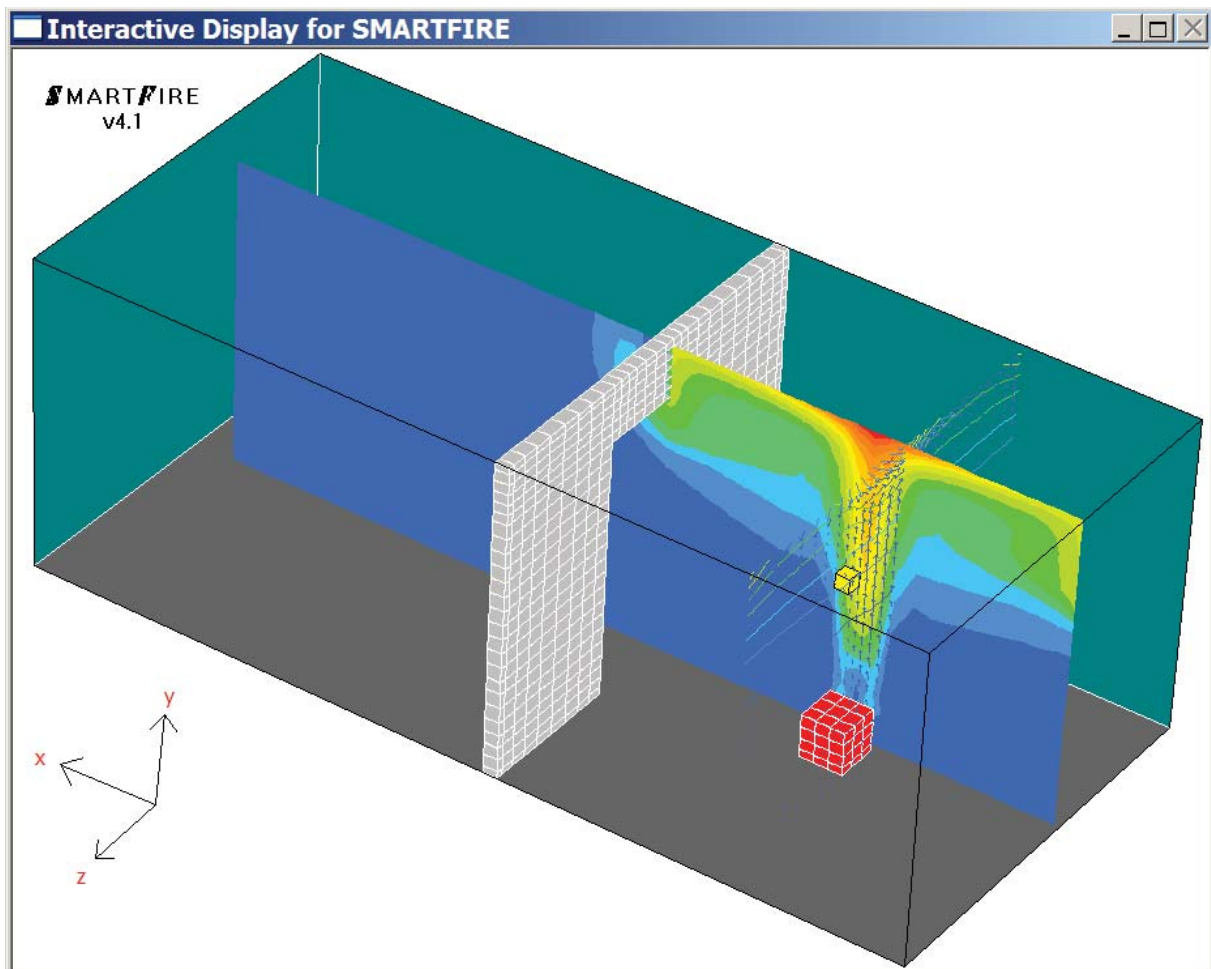 Interactive Display for SMARTFIRE
SMARTFIRE
v4.1
y
x
z